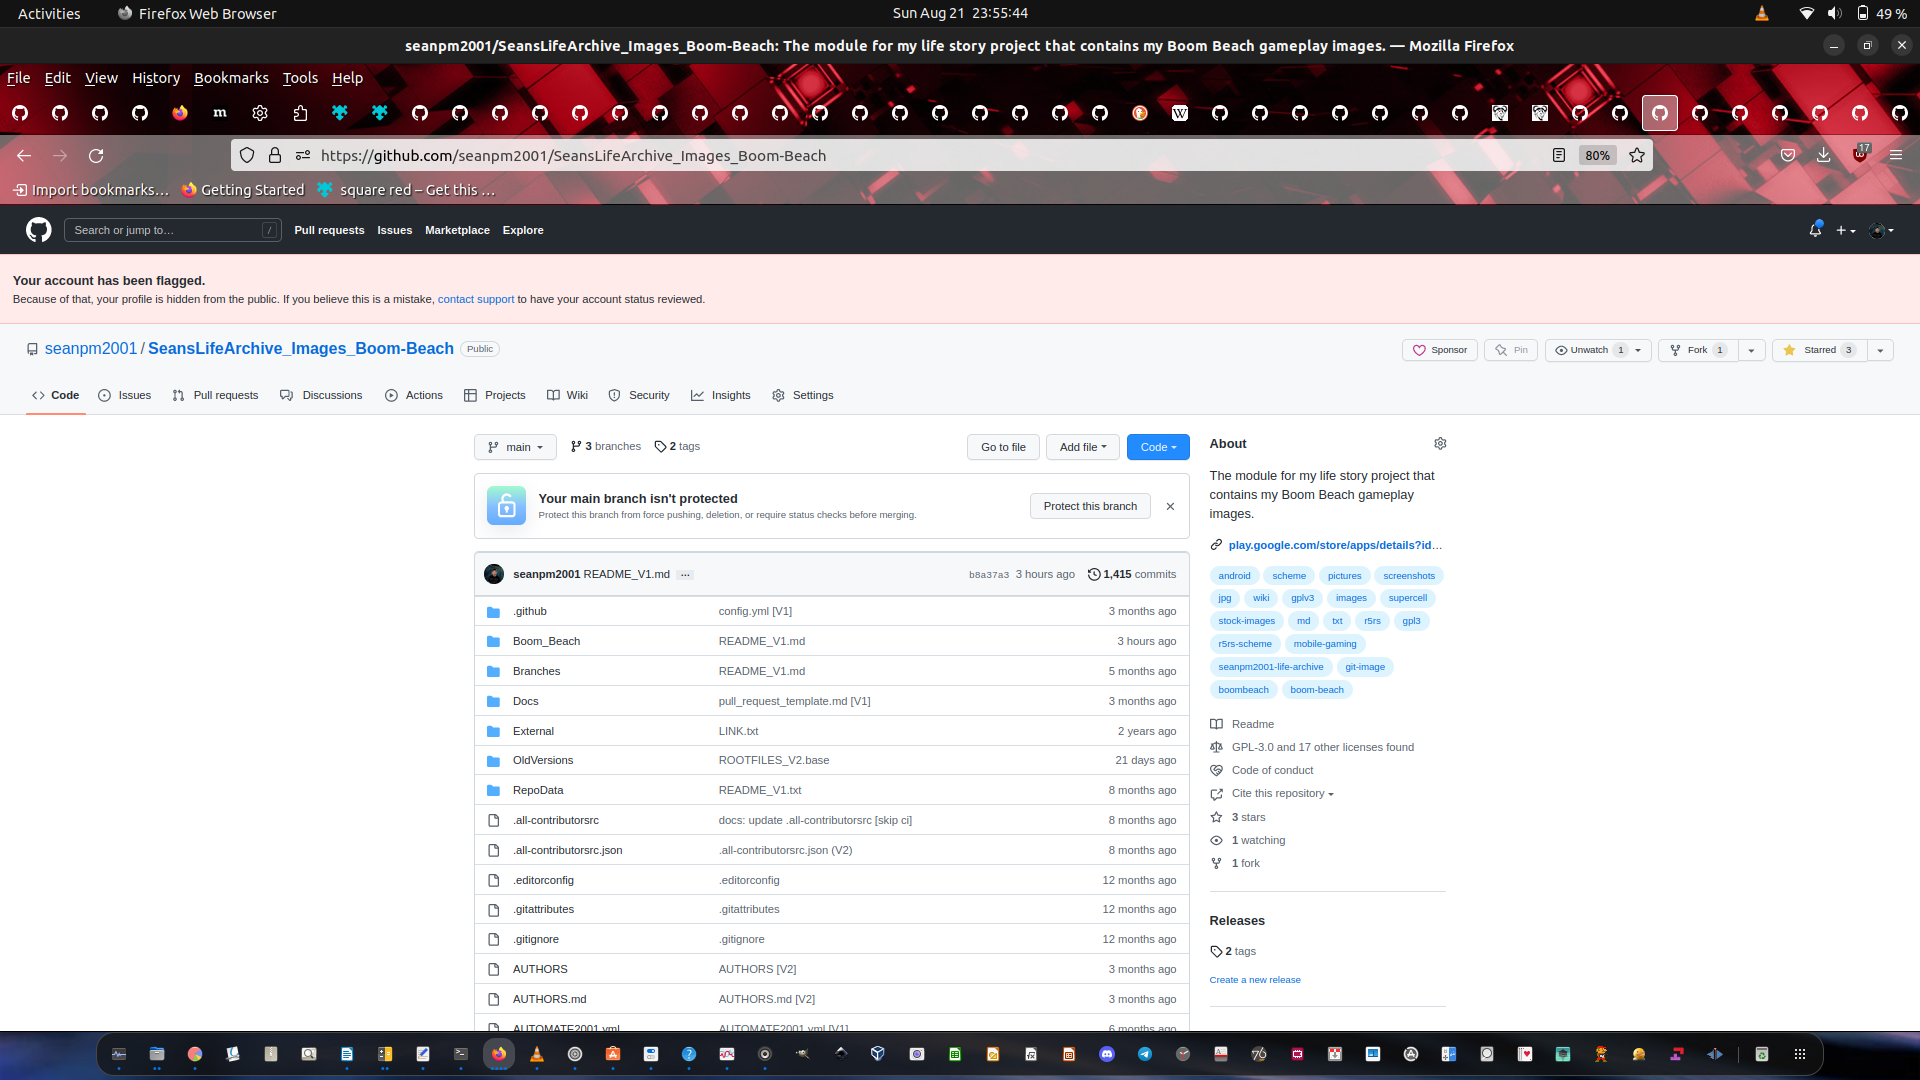 Activities
Firefox Web Browser
Sun Aug 21 23:55:44
49 %
seanpm2001/SeansLifeArchive_Images_Boom-Beach: The module for my life story project that contains my Boom Beach gameplay images. — Mozilla Firefox
File Edit View History Bookmarks Tools Help
https://github.com/seanpm2001/SeansLifeArchive_Images_Boom-Beach
80%
17
Import bookmarks…
Getting Started
square red – Get this …
Search or jump to…
/
Pull requests
Issues
Marketplace
Explore
Your account has been flagged.
Because of that, your profile is hidden from the public. If you believe this is a mistake, contact support to have your account status reviewed.
seanpm2001 / SeansLifeArchive_Images_Boom-Beach
Public
Sponsor
Pin
Unwatch 1
Fork 1
Starred 3
Code
Issues
Pull requests
Discussions
Actions
Projects
Wiki
Security
Insights
Settings
main
3 branches
2 tags
Go to file
Add file
Code
Your main branch isn't protected
Protect this branch from force pushing, deletion, or require status checks before merging.
Protect this branch
seanpm2001 README_V1.md ...
b8a37a3 3 hours ago
1,415 commits
.github config.yml [V1] 3 months ago
Boom_Beach README_V1.md 3 hours ago
Branches README_V1.md 5 months ago
Docs pull_request_template.md [V1] 3 months ago
External LINK.txt 2 years ago
OldVersions ROOTFILES_V2.base 21 days ago
RepoData README_V1.txt 8 months ago
.all-contributorsrc docs: update .all-contributorsrc [skip ci] 8 months ago
.all-contributorsrc.json .all-contributorsrc.json (V2) 8 months ago
.editorconfig .editorconfig 12 months ago
.gitattributes .gitattributes 12 months ago
.gitignore .gitignore 12 months ago
AUTHORS AUTHORS [V2] 3 months ago
AUTHORS.md AUTHORS.md [V2] 3 months ago
AUTOMATE2001.yml AUTOMATE2001.yml [V1] 6 months ago
About
The module for my life story project that
contains my Boom Beach gameplay
images.
play.google.com/store/apps/details?id…
android scheme pictures screenshots
jpg wiki gplv3 images supercell
stock-images md txt r5rs gpl3
r5rs-scheme mobile-gaming
seanpm2001-life-archive git-image
boombeach boom-beach
Readme
GPL-3.0 and 17 other licenses found
Code of conduct
Cite this repository
3 stars
1 watching
1 fork
Releases
2 tags
Create a new release